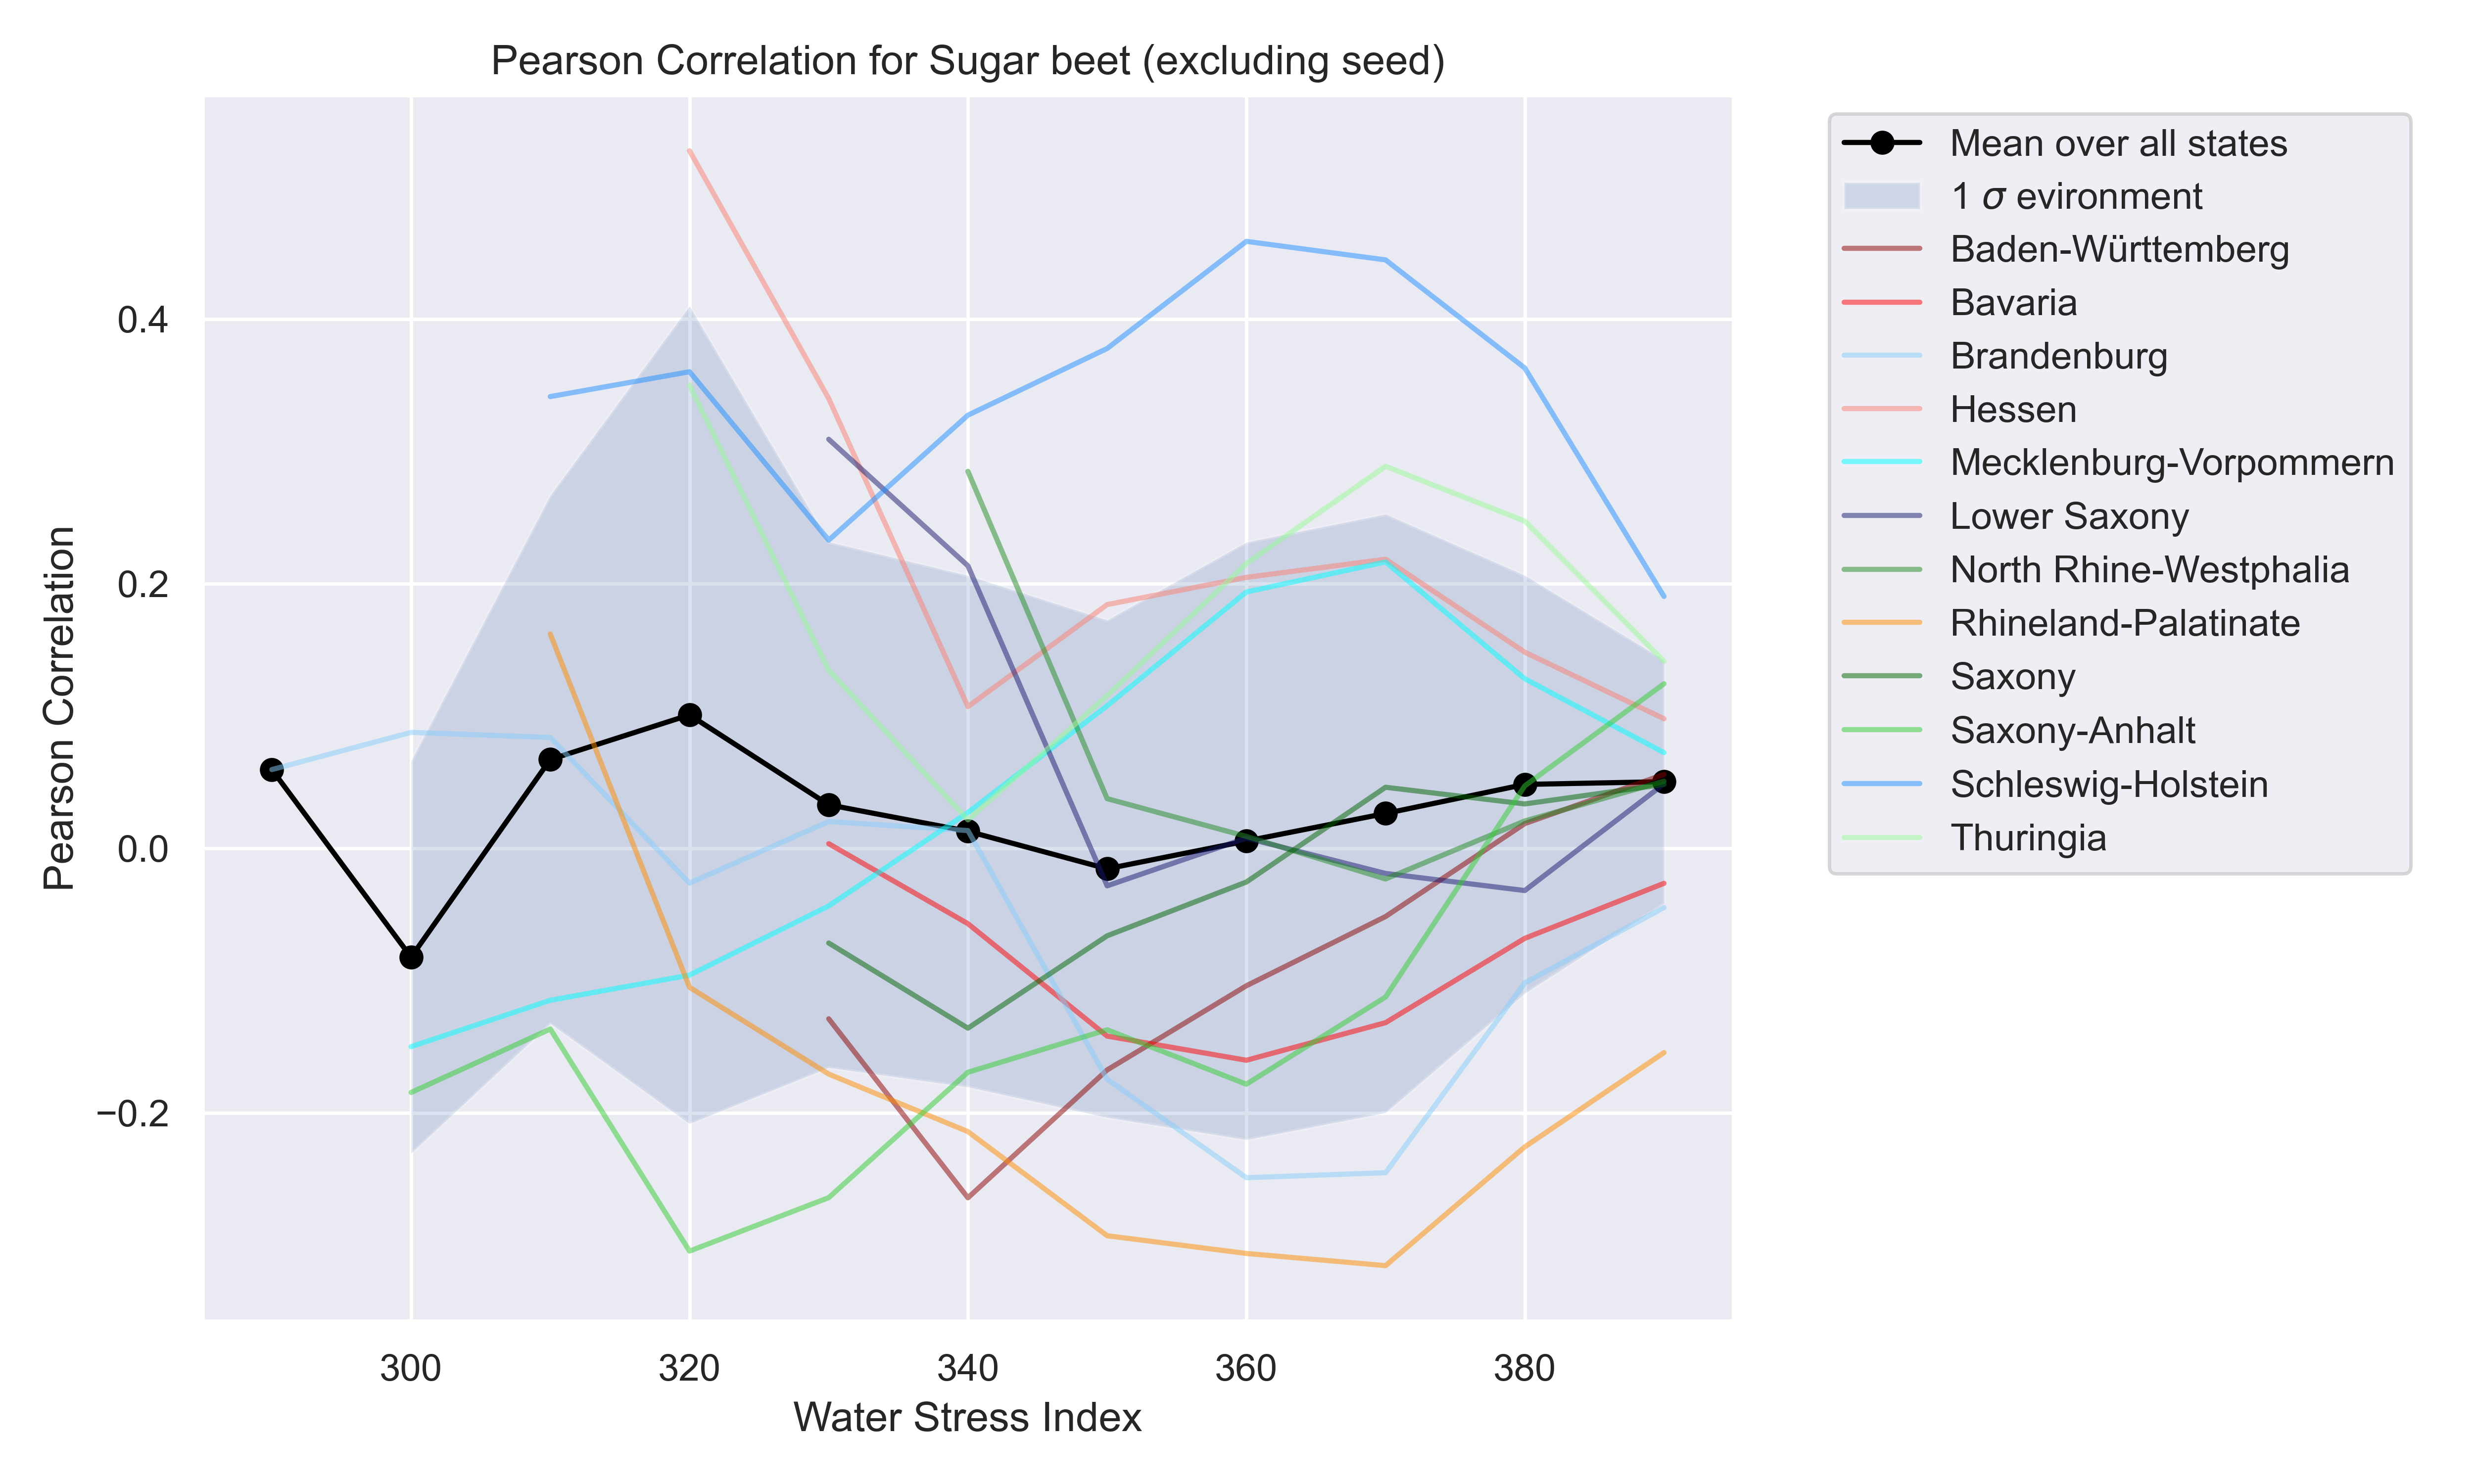 Pearson Correlation for Sugar beet (excluding seed)
Pearson Correlation
0.4
0.2
0.0
−0.2
300 320 340 360 380
Water Stress Index
Mean over all states
1 σ evironment
Baden-Württemberg
Bavaria
Brandenburg
Hessen
Mecklenburg-Vorpommern
Lower Saxony
North Rhine-Westphalia
Rhineland-Palatinate
Saxony
Saxony-Anhalt
Schleswig-Holstein
Thuringia